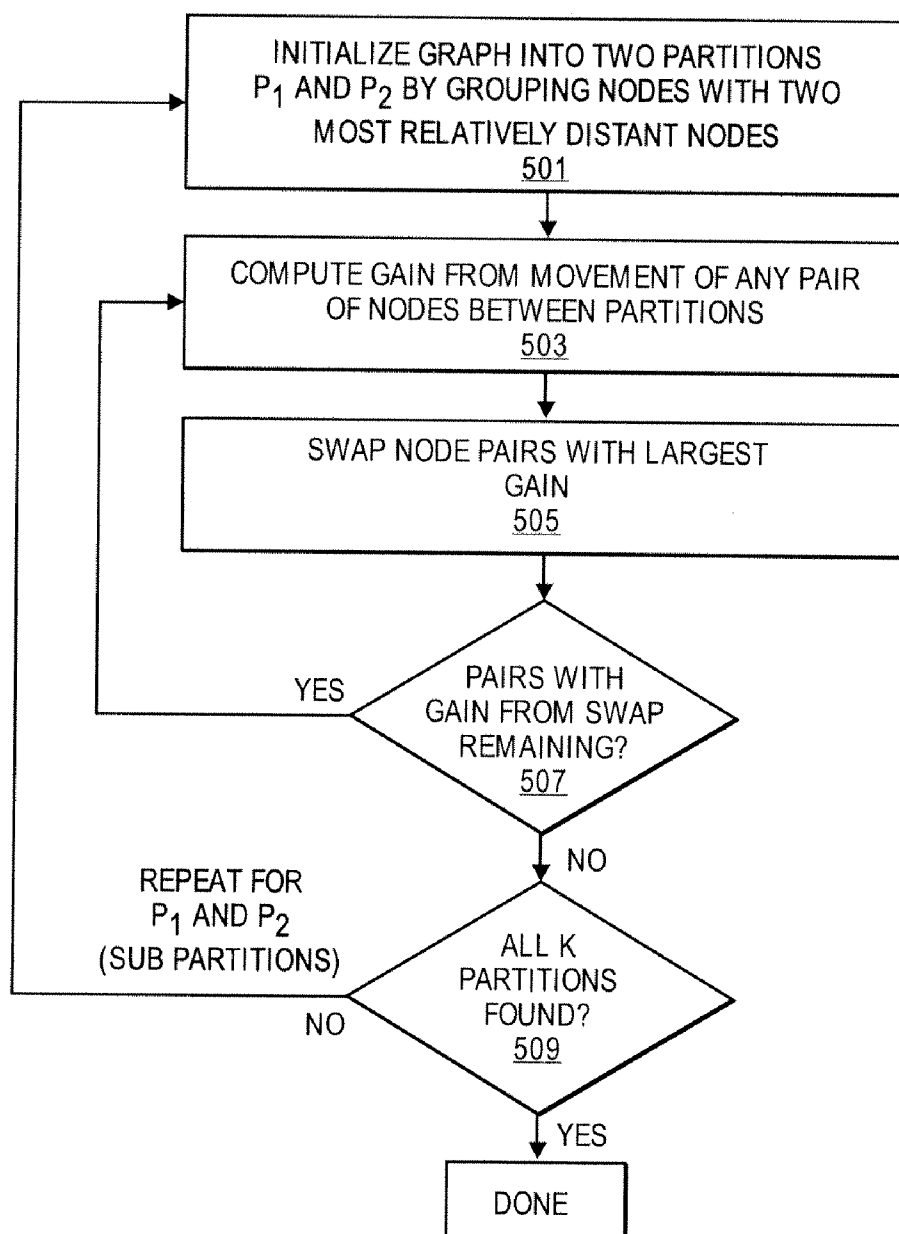 INITIALIZE GRAPH INTO TWO PARTITIONS
P1 AND P2 BY GROUPING NODES WITH TWO
MOST RELATIVELY DISTANT NODES
501
COMPUTE GAIN FROM MOVEMENT OF ANY PAIR
OF NODES BETWEEN PARTITIONS
503
SWAP NODE PAIRS WITH LARGEST
GAIN
505
YES
PAIRS WITH
GAIN FROM SWAP
REMAINING?
507
NO
REPEAT FOR
P1 AND P2
(SUB PARTITIONS)
NO
ALL K
PARTITIONS
FOUND?
509
YES
DONE